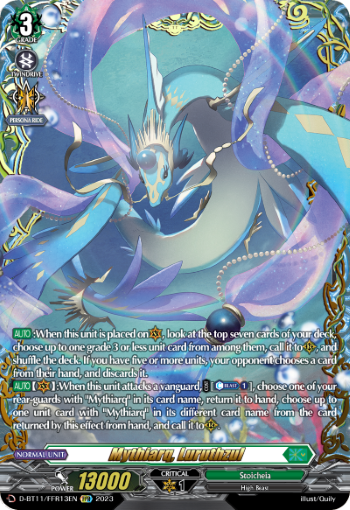 3
GRADE
TWINDRIVE
PERSONA RIDE
AUTO :When this unit is placed on , look at the top seven cards of your deck,
choose up to one grade 3 or less unit card from among them, call it to , and
shuffle the deck. If you have five or more units, your opponent chooses a card
from their hand, and discards it.
AUTO 【 】:When this unit attacks a vanguard, [COST [ BLAST 1 ], choose one of your
rear-guards with "Mythiarq" in its card name, return it to hand, choose up to
one unit card with "Mythiarq" in its different card name from the card
returned by this effect from hand, and call it to .
NORMAL UNIT
Mythiarq, Luruthzul
POWER 13000
CRITICAL
1
Stoicheia
High Beast
D-BT11/FFR13EN 2023
illust/Quily